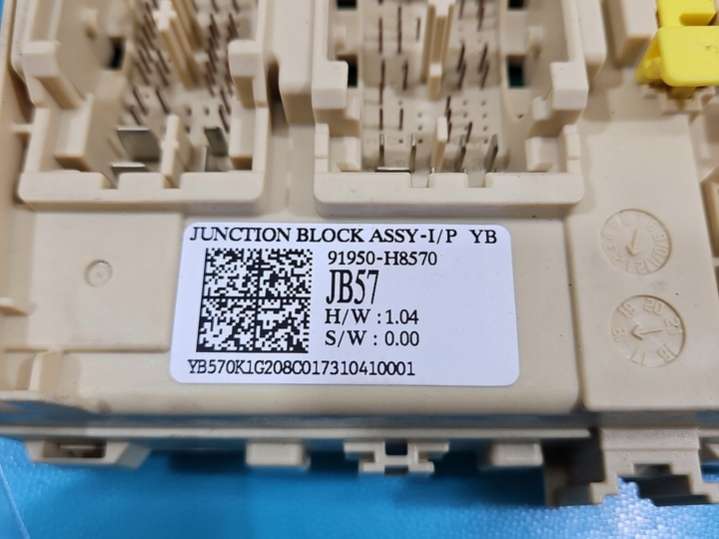 JUNCTION BLOCK ASSY-I/P YB
91950-H8570
JB57
H/W : 1.04
S/W : 0.00
YB570K1G208C017310410001